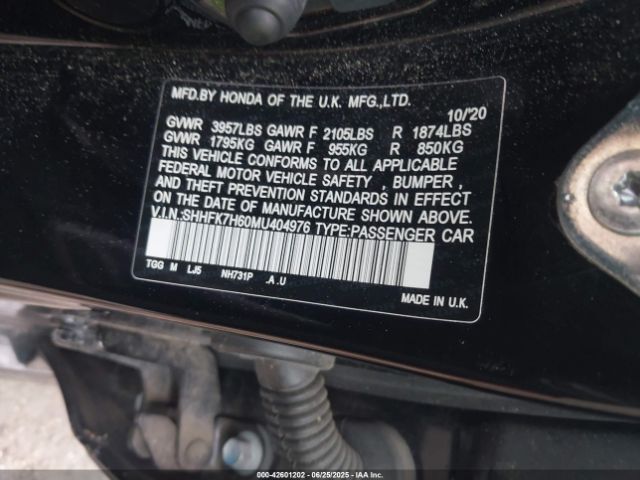 MFD.BY HONDA OF THE U.K. MFG.,LTD.
10/'20
GVWR 3957LBS GAWR F 2105LBS R 1874LBS
GVWR 1795KG GAWR F 955KG R 850KG
THIS VEHICLE CONFORMS TO ALL APPLICABLE
FEDERAL MOTOR VEHICLE SAFETY , BUMPER ,
AND THEFT PREVENTION STANDARDS IN EFFECT
ON THE DATE OF MANUFACTURE SHOWN ABOVE.
V.I.N.:SHHFK7H60MU404976 TYPE:PASSENGER CAR
TGG M LJ5 NH731P .A .U
MADE IN U.K.
000-42601202 - 06/25/2025 - IAAI CA